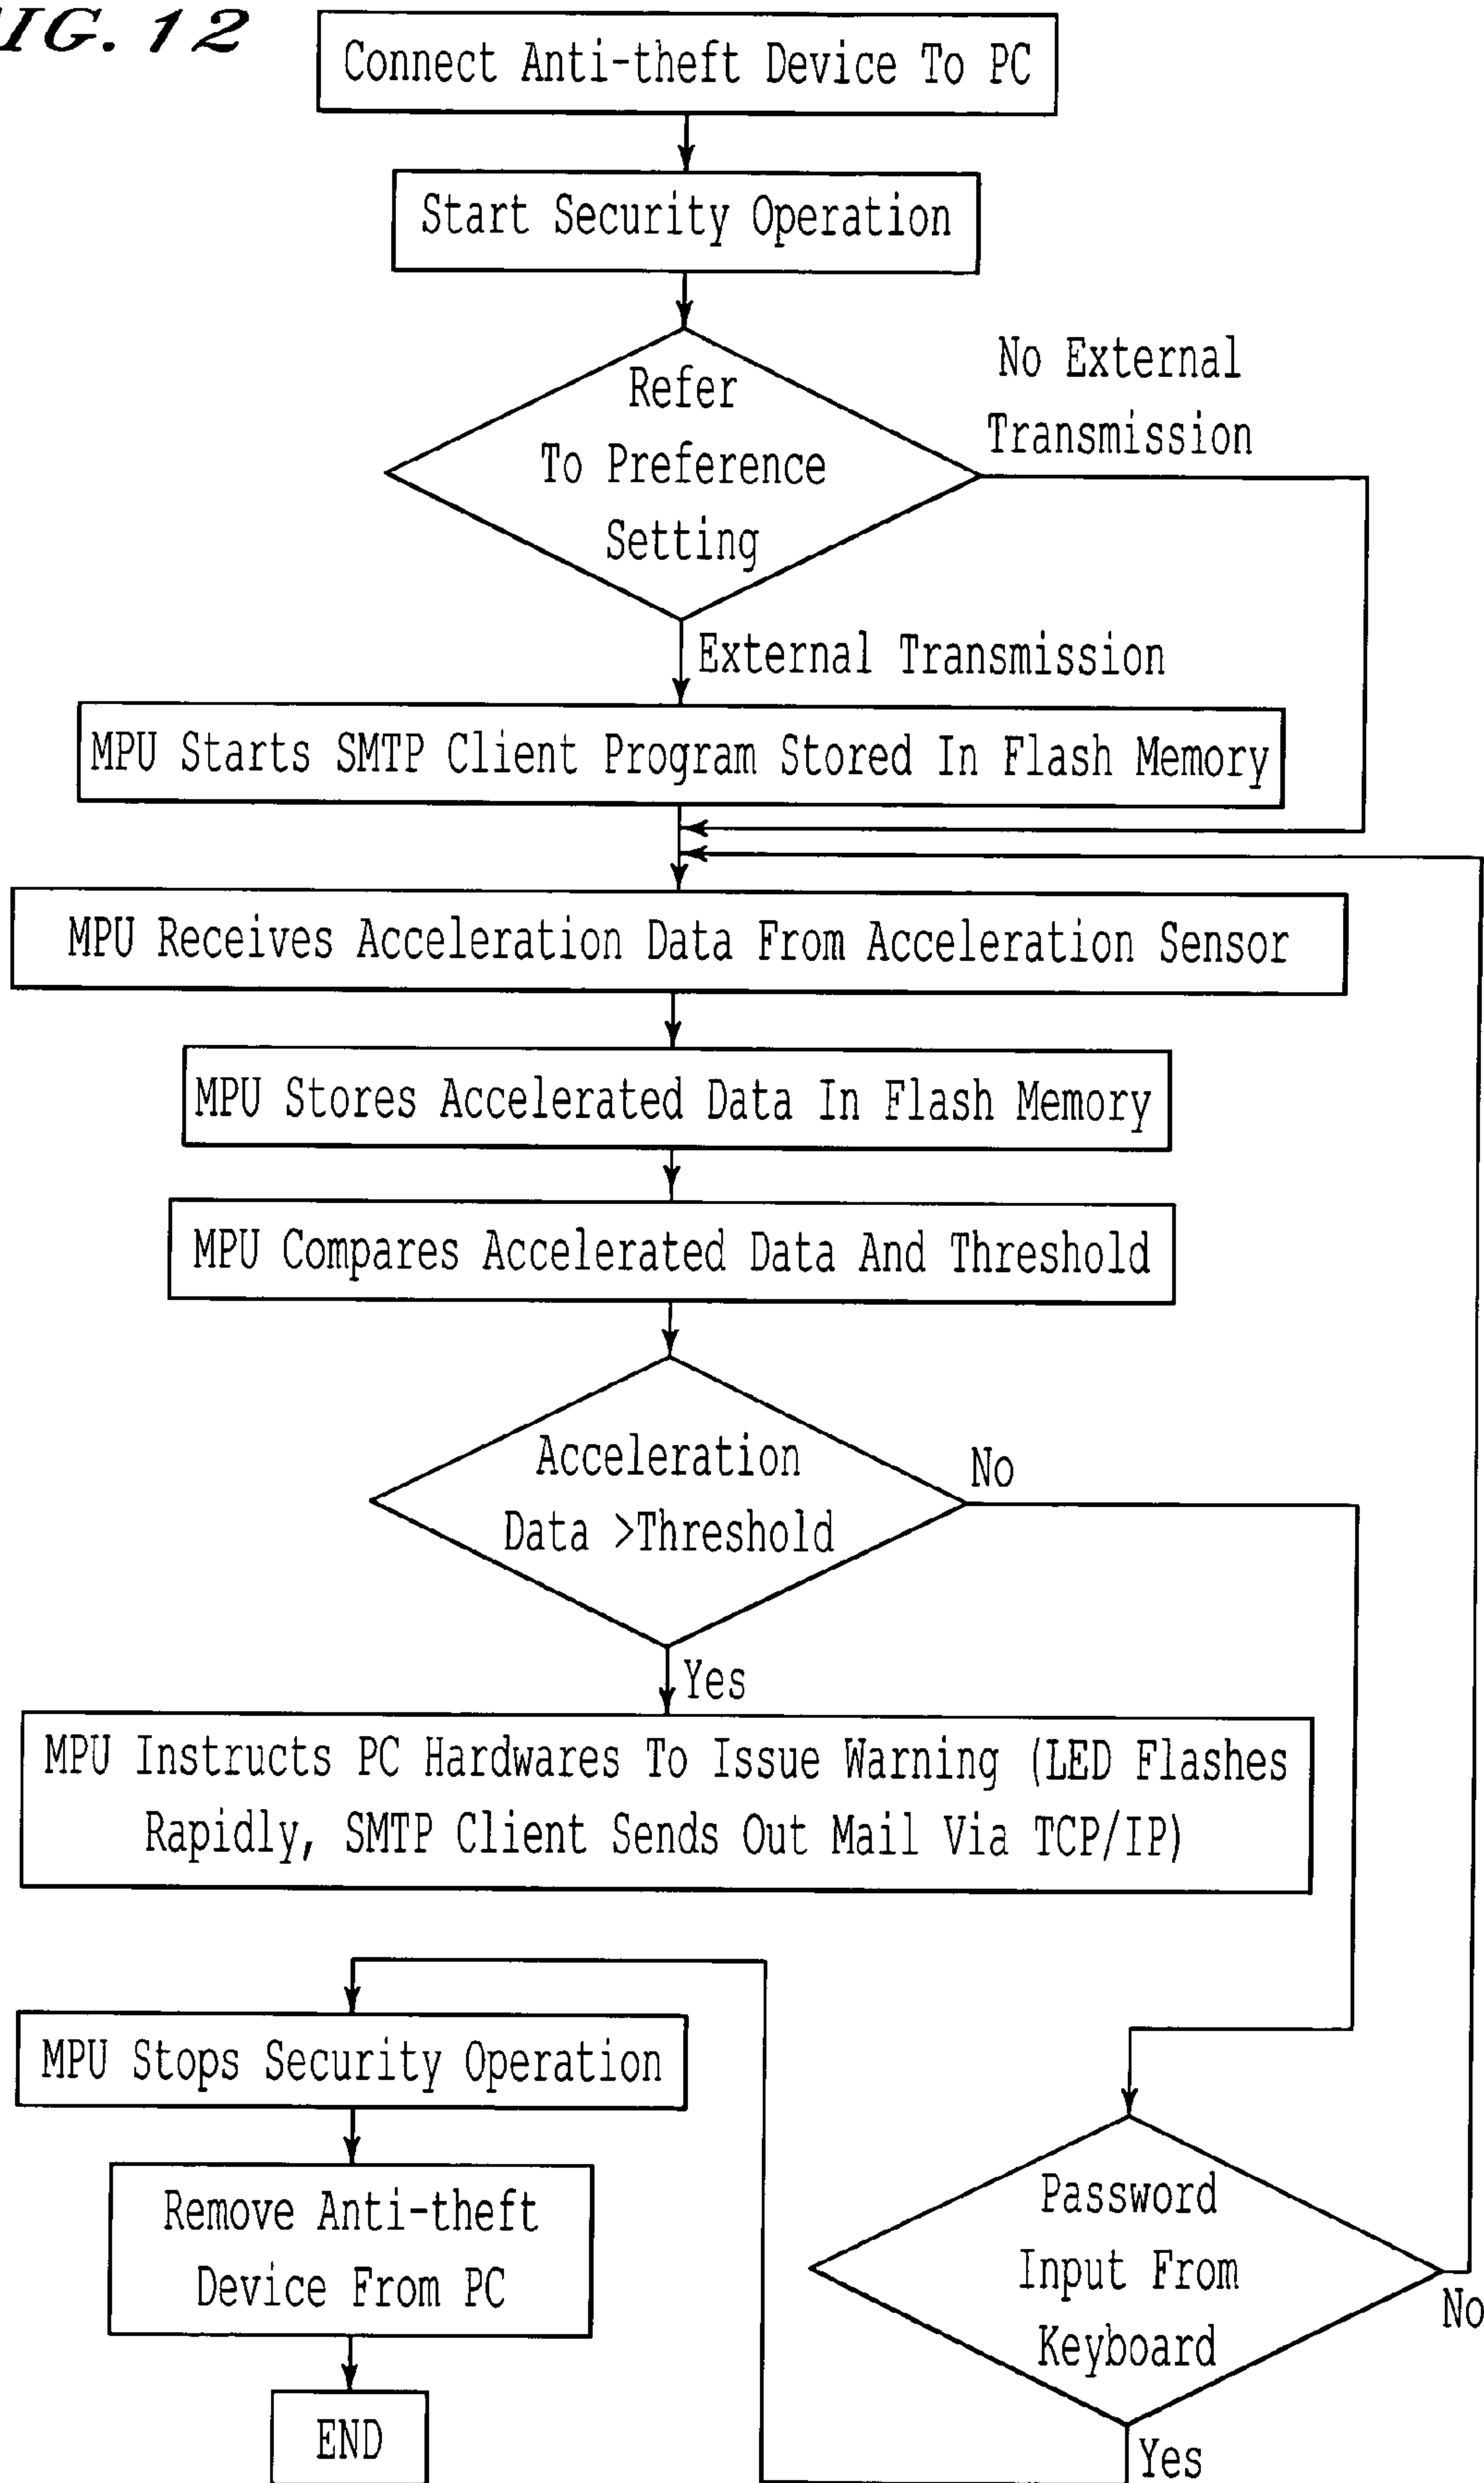 IG. 12
Connect Anti-theft Device To PC
Start Security Operation
Refer
To Preference
Setting
No External
Transmission
External Transmission
MPU Starts SMTP Client Program Stored In Flash Memory
MPU Receives Acceleration Data From Acceleration Sensor
MPU Stores Accelerated Data In Flash Memory
MPU Compares Accelerated Data And Threshold
Acceleration
Data >Threshold
No
Yes
MPU Instructs PC Hardwares To Issue Warning (LED Flashes
Rapidly, SMTP Client Sends Out Mail Via TCP/IP)
MPU Stops Security Operation
Remove Anti-theft
Device From PC
END
Password
Input From
Keyboard
No
Yes